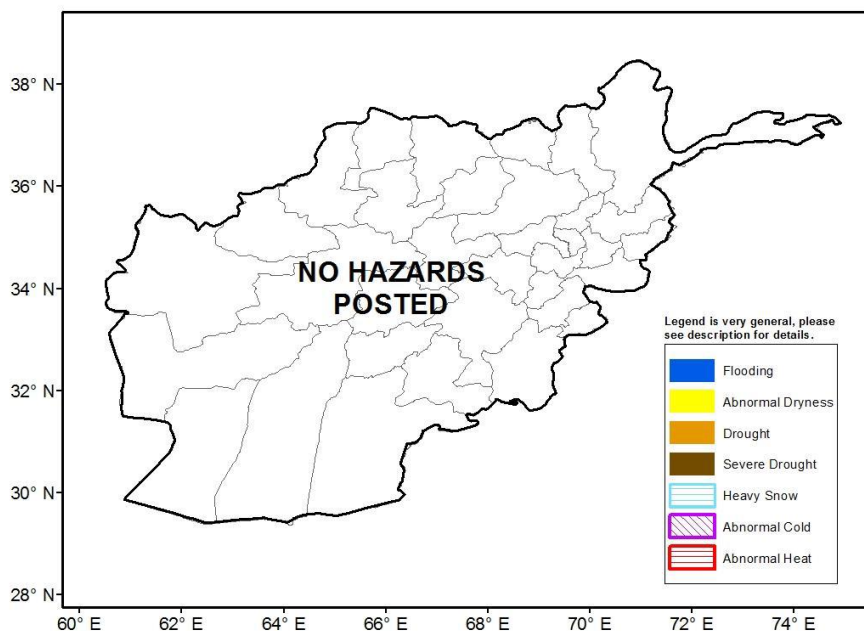 38° N
36° N
34° N
32° N
30° N
28° N
NO HAZARDS
POSTED
Legend is very general, please
see description for details.
Flooding
Abnormal Dryness
Drought
Severe Drought
Heavy Snow
Abnormal Cold
Abnormal Heat
60° E
62° E
64° E
66° E
68° E
70° E
72° E
74° E